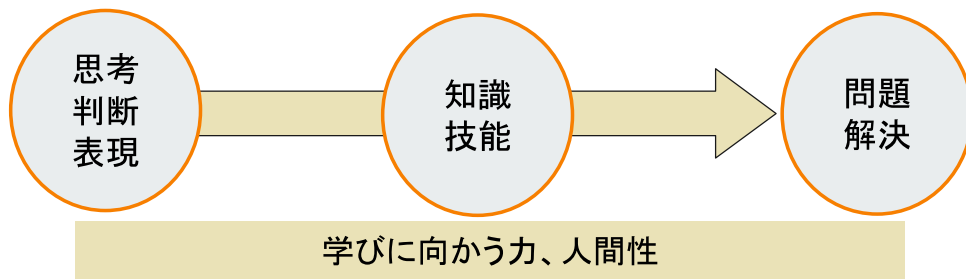 思考
判断
表現
知識
技能
問題
解決
学びに向かう力、人間性